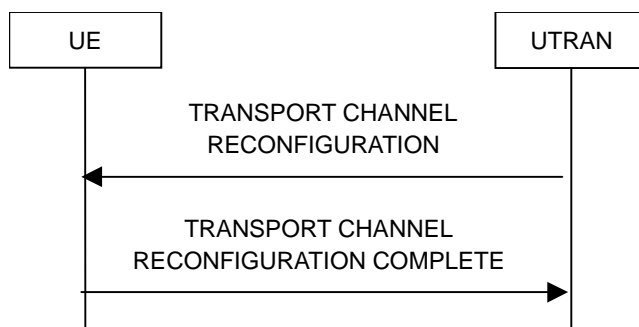 UE
UTRAN
TRANSPORT CHANNEL
RECONFIGURATION
TRANSPORT CHANNEL
RECONFIGURATION COMPLETE